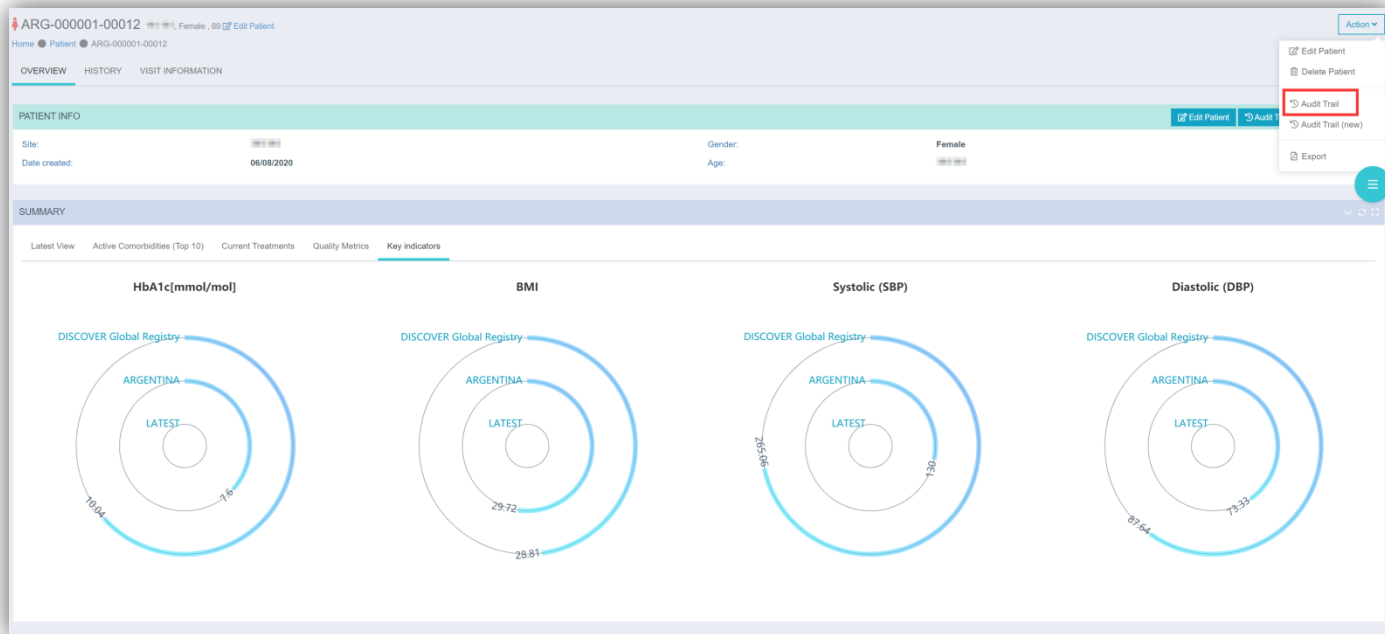 ARG-000001-00012 , Female , 89 Edit Patient
Action
Home Patient ARG-000001-00012
Edit Patient
Delete Patient
Audit Trail
Audit Trail (new)
Export
OVERVIEW HISTORY VISIT INFORMATION
PATIENT INFO
Edit Patient Audit T
Site: Gender: Female
Date created: 06/08/2020 Age:
SUMMARY
Latest View Active Comorbidities (Top 10) Current Treatments Quality Metrics Key indicators
HbA1c[mmol/mol] BMI Systolic (SBP) Diastolic (DBP)
DISCOVER Global Registry DISCOVER Global Registry DISCOVER Global Registry DISCOVER Global Registry
ARGENTINA ARGENTINA ARGENTINA ARGENTINA
LATEST LATEST LATEST LATEST
10.04 7.6 29.72 28.81 265.06 130 87.64 73.33